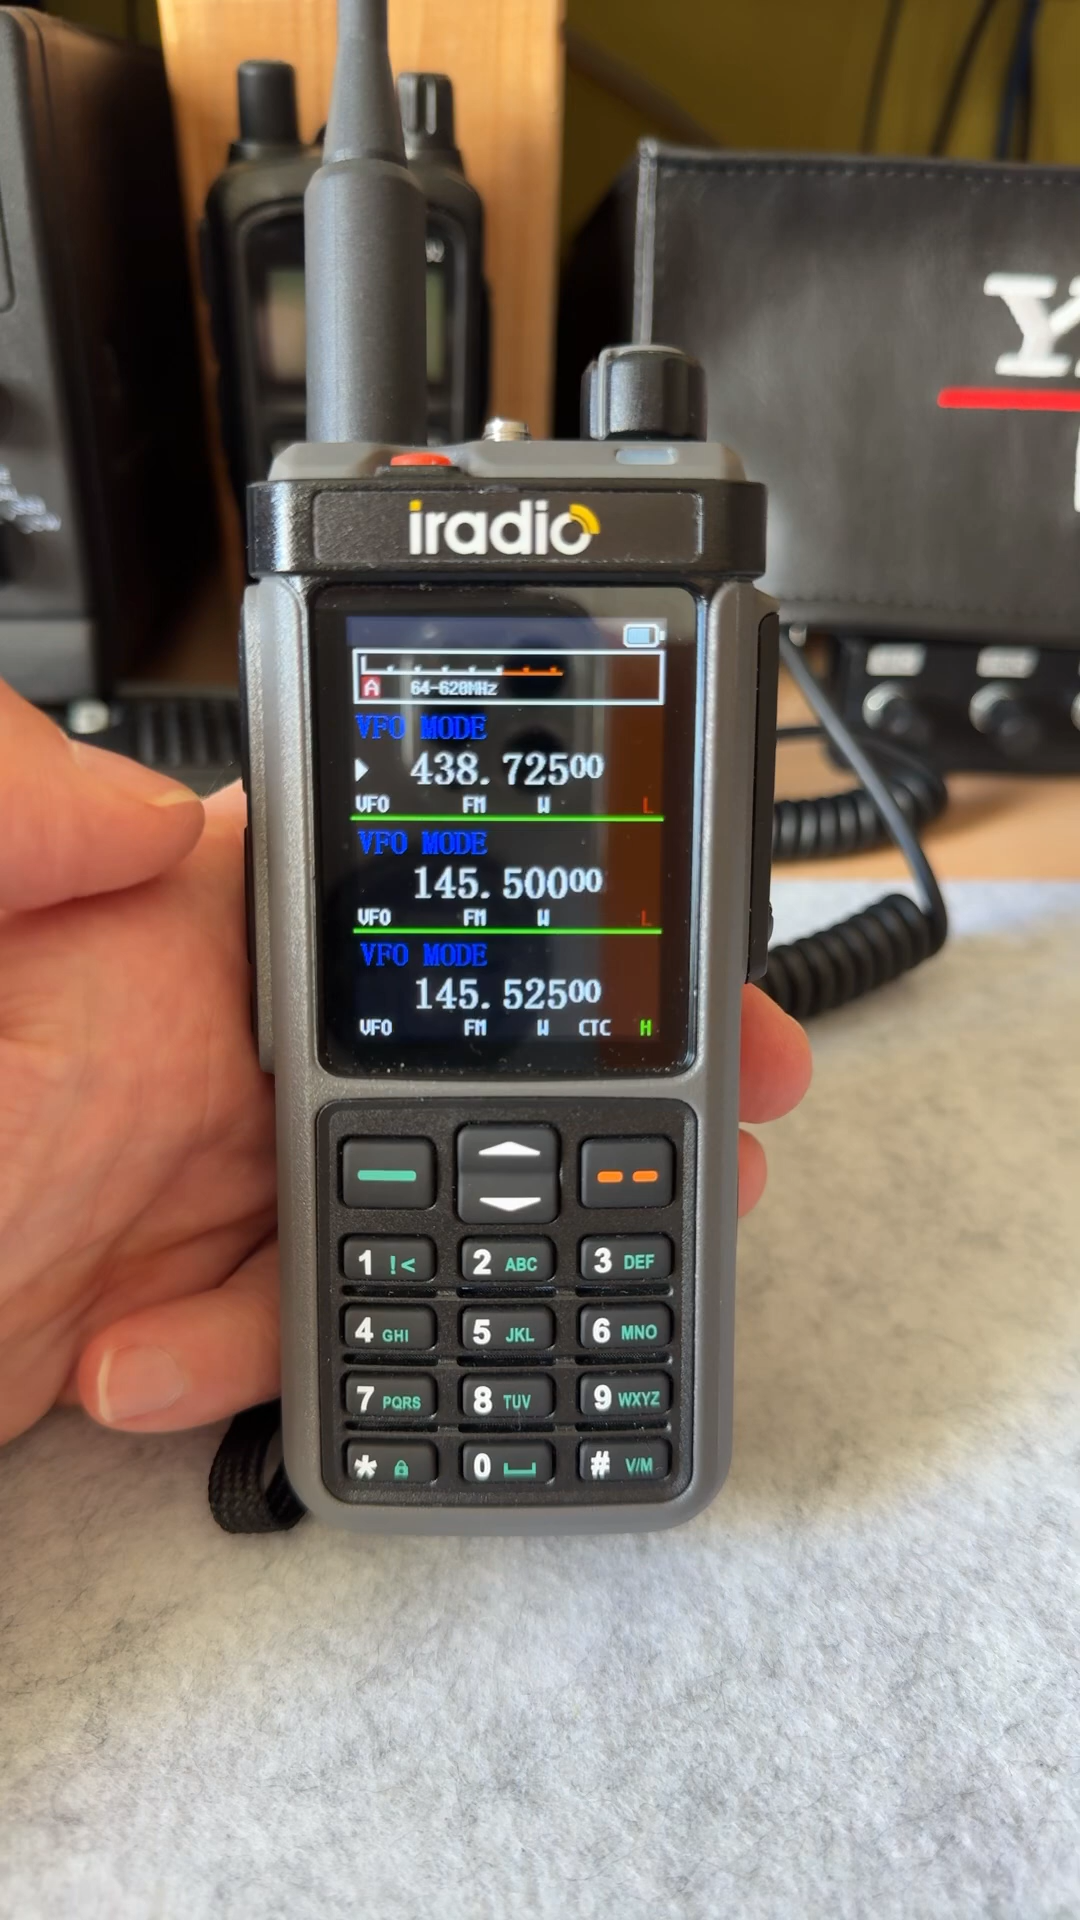 iradio
A 64-620MHz
VFO MODE
438.72500
VFO FM W L
VFO MODE
145.50000
VFO FM W L
VFO MODE
145.52500
VFO FM W CTC H
1 !< 2 ABC 3 DEF
4 GHI 5 JKL 6 MNO
7 PQRS 8 TUV 9 WXYZ
* 0 # V/M